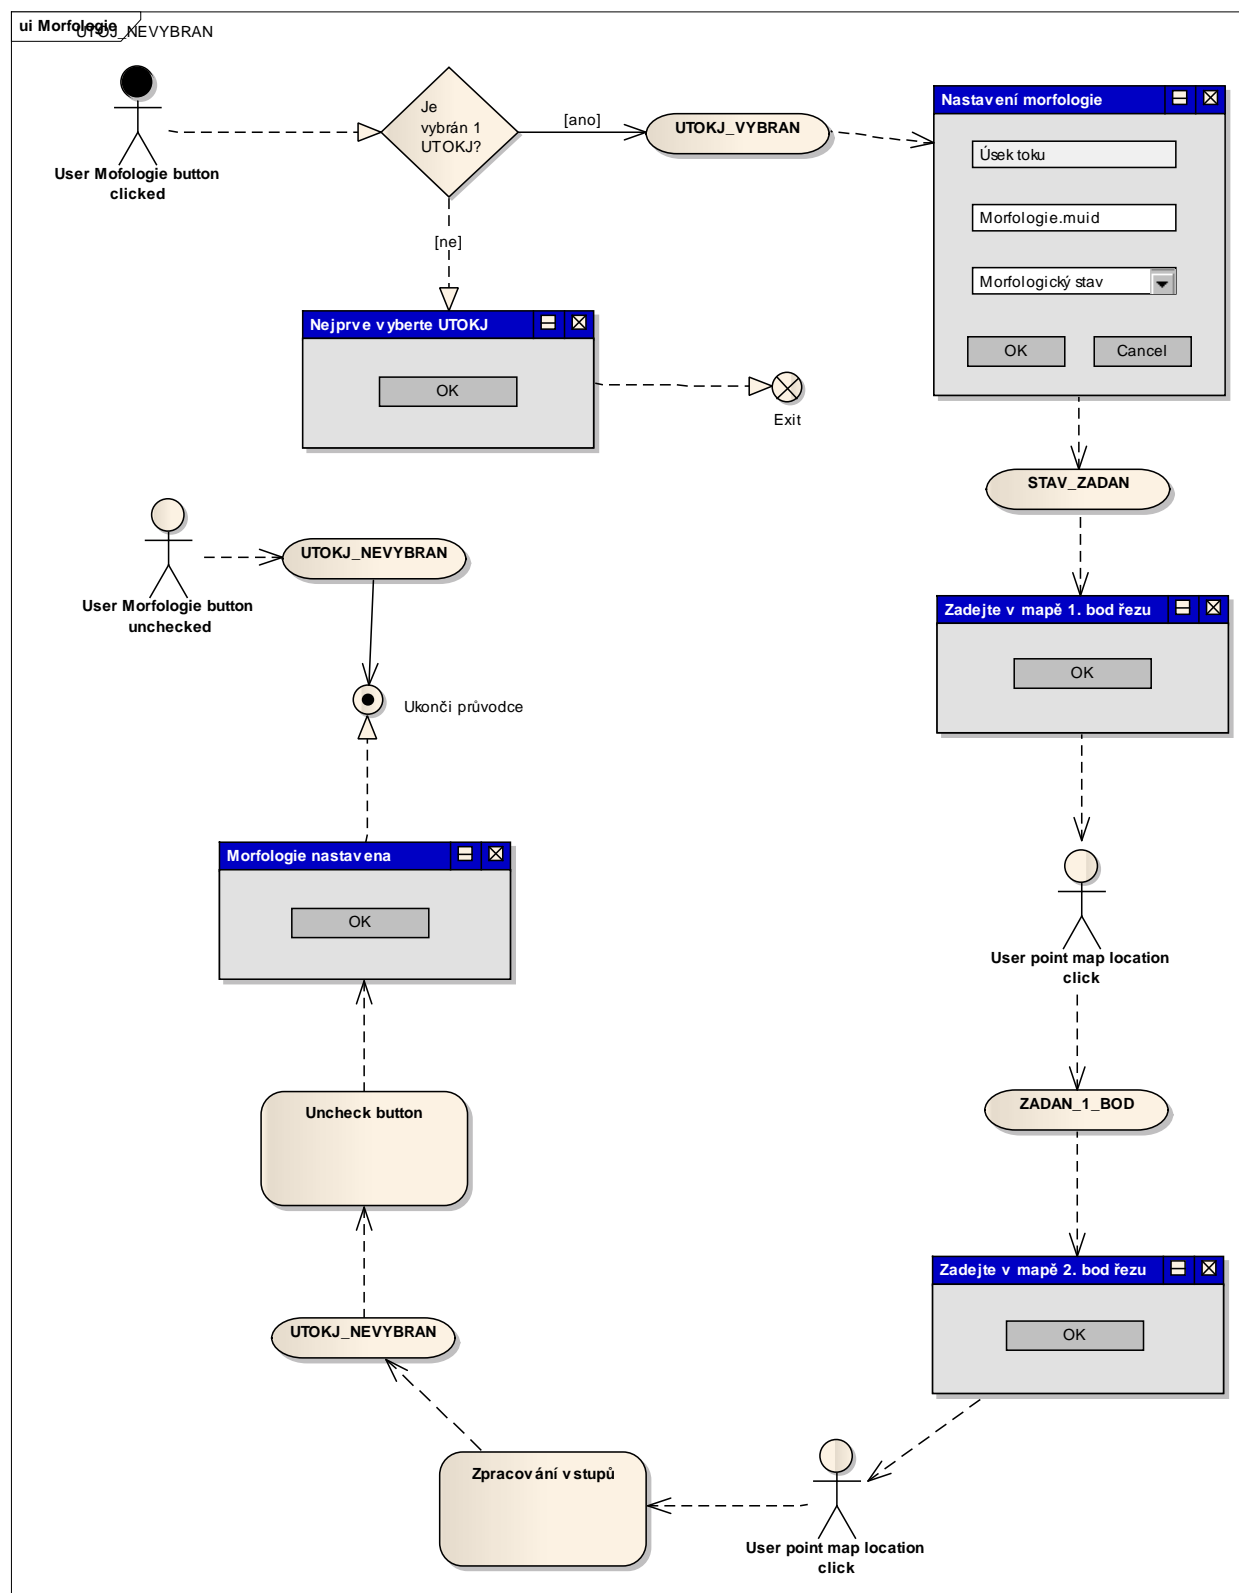 ui Morfologie
UTOJ_NEVYBRAN
User Mofologie button
clicked
Je
vybrán 1
UTOKJ?
[ano]
UTOKJ_VYBRAN
Nastavení morfologie
Úsek toku
Morfologie.muid
Morfologický stav
OK
Cancel
[ne]
Nejprve vyberte UTOKJ
OK
Exit
STAV_ZADAN
User Morfologie button
unchecked
UTOKJ_NEVYBRAN
Zadejte v mapě 1. bod řezu
OK
Ukonči průvodce
Morfologie nastavena
OK
User point map location
click
Uncheck button
ZADAN_1_BOD
Zadejte v mapě 2. bod řezu
OK
UTOKJ_NEVYBRAN
Zpracování vstupů
User point map location
click